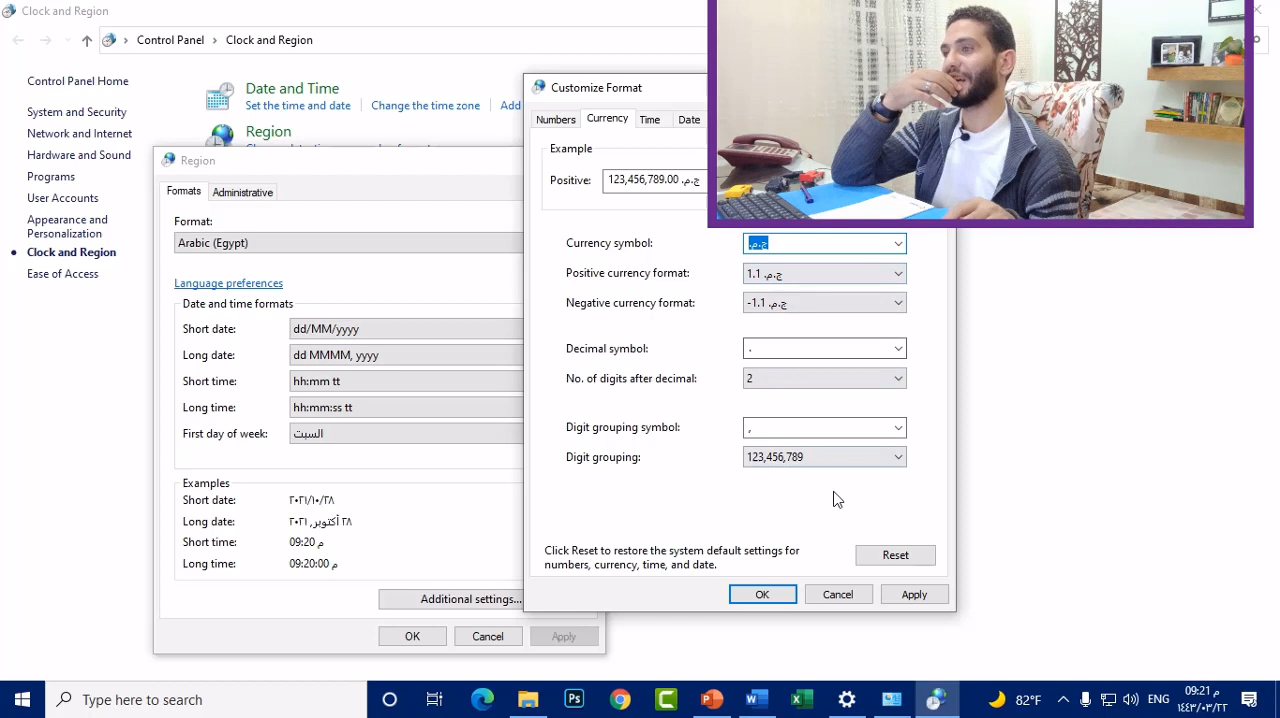 Clock and Region
Control Panel › Clock and Region
Control Panel Home
System and Security
Network and Internet
Hardware and Sound
Programs
User Accounts
Appearance and
Personalization
Clock and Region
Ease of Access
Date and Time
Set the time and date
Change the time zone
Add
Region
Region
Formats
Administrative
Format:
Arabic (Egypt)
Language preferences
Date and time formats
Short date:
dd/MM/yyyy
Long date:
dd MMMM, yyyy
Short time:
hh:mm tt
Long time:
hh:mm:ss tt
First day of week:
السبت
Examples
Short date:
٢٠٢١/١٠/٢٨
Long date:
٢٨ أكتوبر, ٢٠٢١
Short time:
09:20 م
Long time:
09:20:00 م
Additional settings...
OK
Cancel
Apply
Customize Format
Numbers
Currency
Time
Date
Example
Positive:
123,456,789.00 ج.م.
Currency symbol:
ج.م.
Positive currency format:
1.1 ج.م.
Negative currency format:
-1.1 ج.م.
Decimal symbol:
.
No. of digits after decimal:
2
Digit grouping symbol:
,
Digit grouping:
123,456,789
Click Reset to restore the system default settings for
numbers, currency, time, and date.
Reset
OK
Cancel
Apply
Type here to search
82°F
ENG
09:21 م
١٤٤٣/٠٣/٢٢